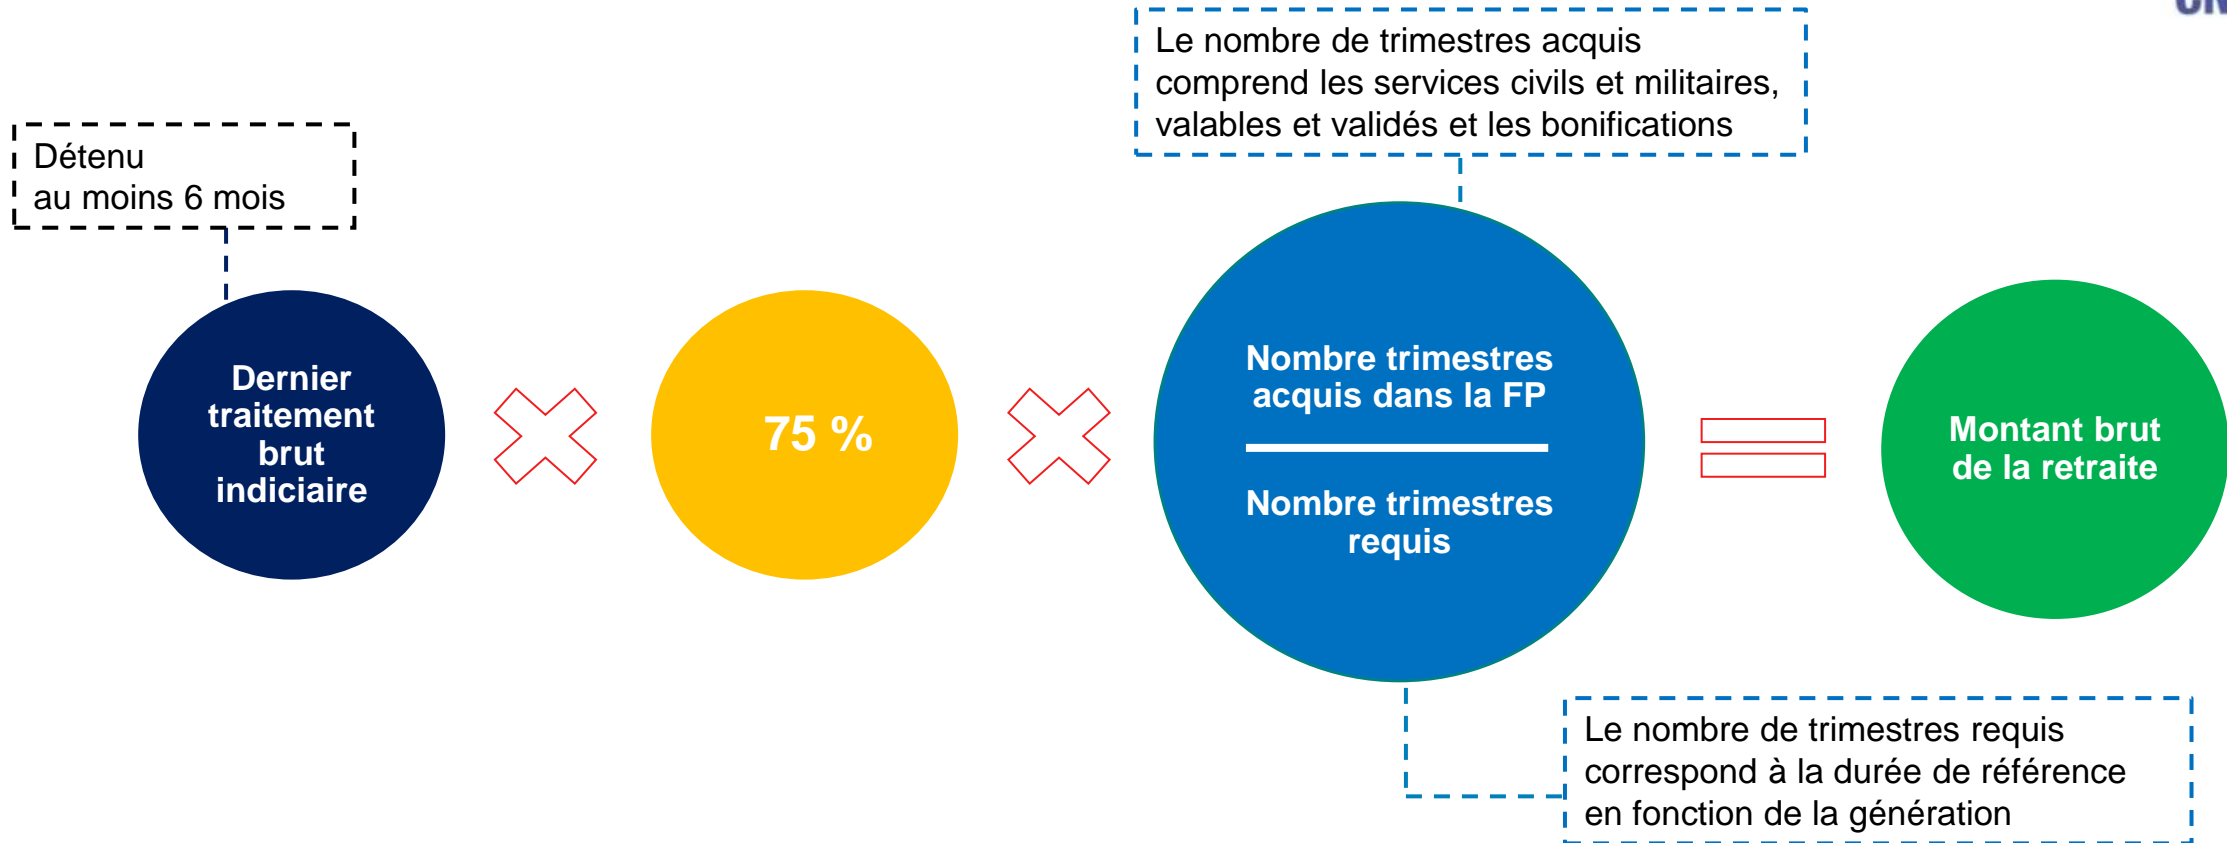 Le nombre de trimestres acquis
comprend les services civils et militaires,
valables et validés et les bonifications
Détenu
au moins 6 mois
Dernier
traitement
brut
indiciaire
75 %
Nombre trimestres
acquis dans la FP
Nombre trimestres
requis
Montant brut
de la retraite
Le nombre de trimestres requis
correspond à la durée de référence
en fonction de la génération